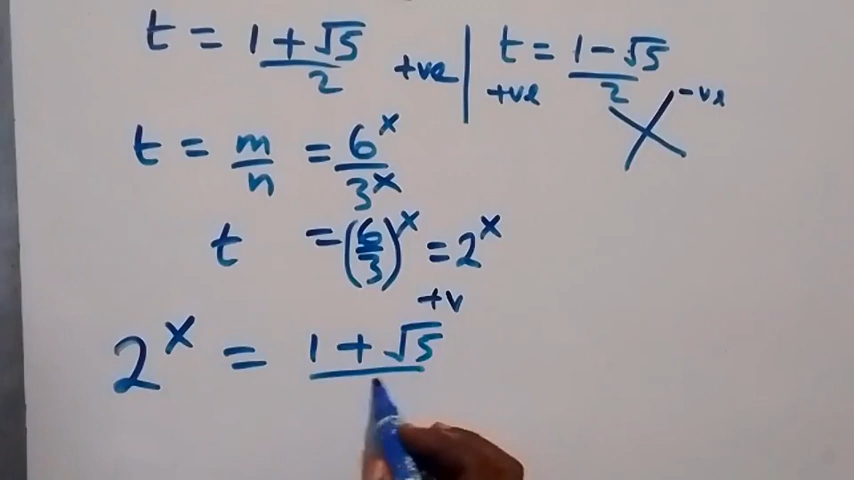 t = 1 + √5 / 2 +ve | t = 1 - √5 / 2 +ve -ve
t = m/n = 6^x / 3^x
t = (6/3)^x = 2^x
+v
2^x = 1 + √5